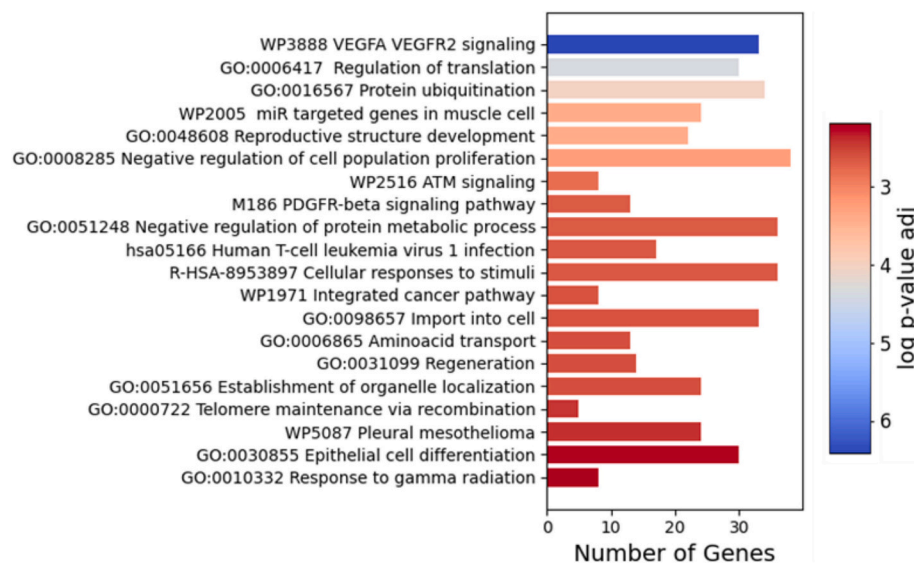 WP3888 VEGFA VEGFR2 signaling
GO:0006417 Regulation of translation
GO:0016567 Protein ubiquitination
WP2005 miR targeted genes in muscle cell
GO:0048608 Reproductive structure development
GO:0008285 Negative regulation of cell population proliferation
WP2516 ATM signaling
M186 PDGFR-beta signaling pathway
GO:0051248 Negative regulation of protein metabolic process
hsa05166 Human T-cell leukemia virus 1 infection
R-HSA-8953897 Cellular responses to stimuli
WP1971 Integrated cancer pathway
GO:0098657 Import into cell
GO:0006865 Aminoacid transport
GO:0031099 Regeneration
GO:0051656 Establishment of organelle localization
GO:0000722 Telomere maintenance via recombination
WP5087 Pleural mesothelioma
GO:0030855 Epithelial cell differentiation
GO:0010332 Response to gamma radiation
0 10 20 30
Number of Genes
3
4
5
6
log p-value adj